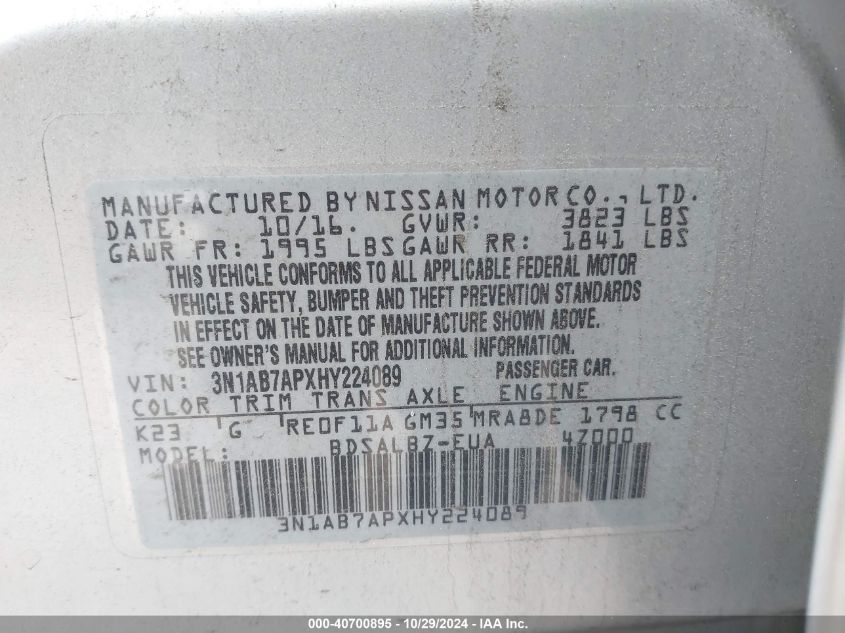 MANUFACTURED BY NISSAN MOTOR CO., LTD.
DATE: 10/16. GVWR: 3823 LBS
GAWR FR: 1995 LBS GAWR RR: 1841 LBS
THIS VEHICLE CONFORMS TO ALL APPLICABLE FEDERAL MOTOR
VEHICLE SAFETY, BUMPER AND THEFT PREVENTION STANDARDS
IN EFFECT ON THE DATE OF MANUFACTURE SHOWN ABOVE.
SEE OWNER'S MANUAL FOR ADDITIONAL INFORMATION.
VIN: 3N1AB7APXHY224089 PASSENGER CAR.
COLOR TRIM TRANS AXLE ENGINE
K23 G RE0F11A GM35 MRA8DE 1798 CC
MODEL: BDSALBZ-EUA 4Z000
3N1AB7APXHY224089
000-40700895 - 10/29/2024 - IAA Inc.